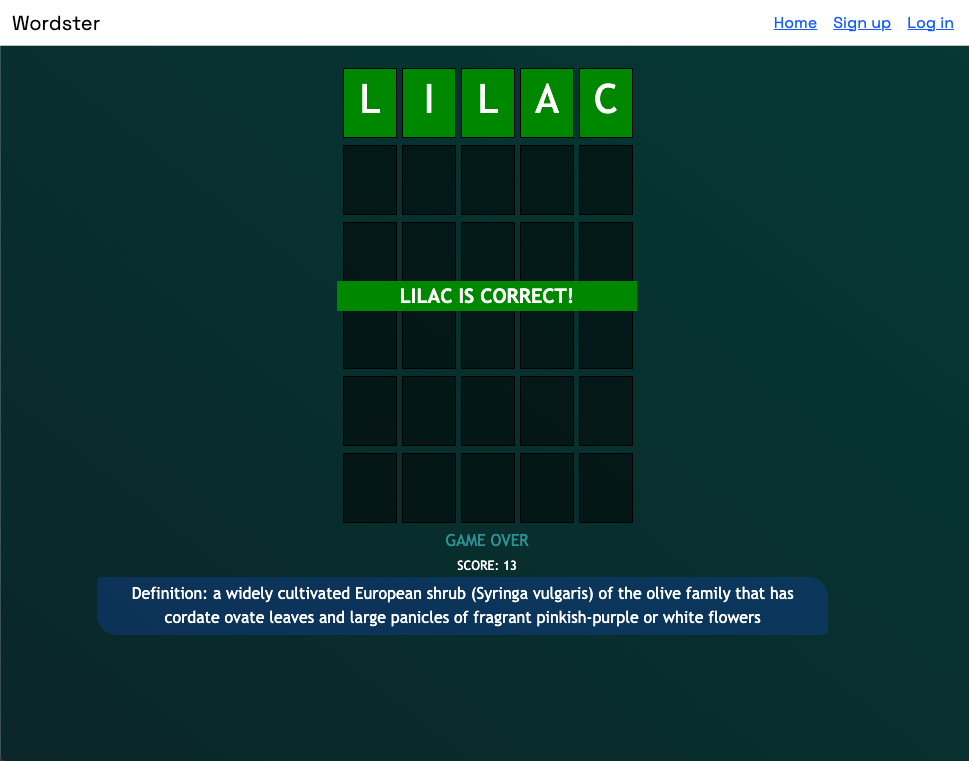 Wordster
Home Sign up Log in
L I L A C
LILAC IS CORRECT!
GAME OVER
SCORE: 13
Definition: a widely cultivated European shrub (Syringa vulgaris) of the olive family that has
cordate ovate leaves and large panicles of fragrant pinkish-purple or white flowers